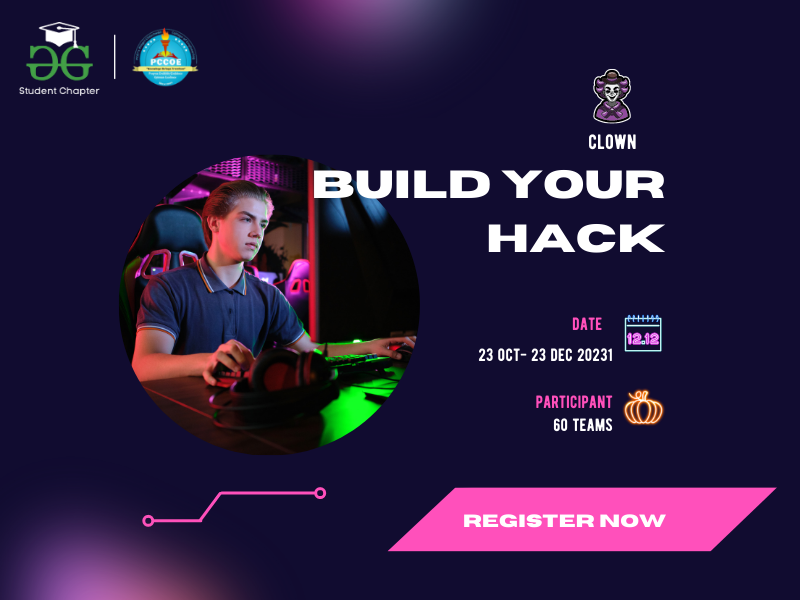 Student Chapter
PCCOE
CLOWN
BUILD YOUR
HACK
DATE
12.12
23 OCT- 23 DEC 20231
PARTICIPANT
60 TEAMS
REGISTER NOW